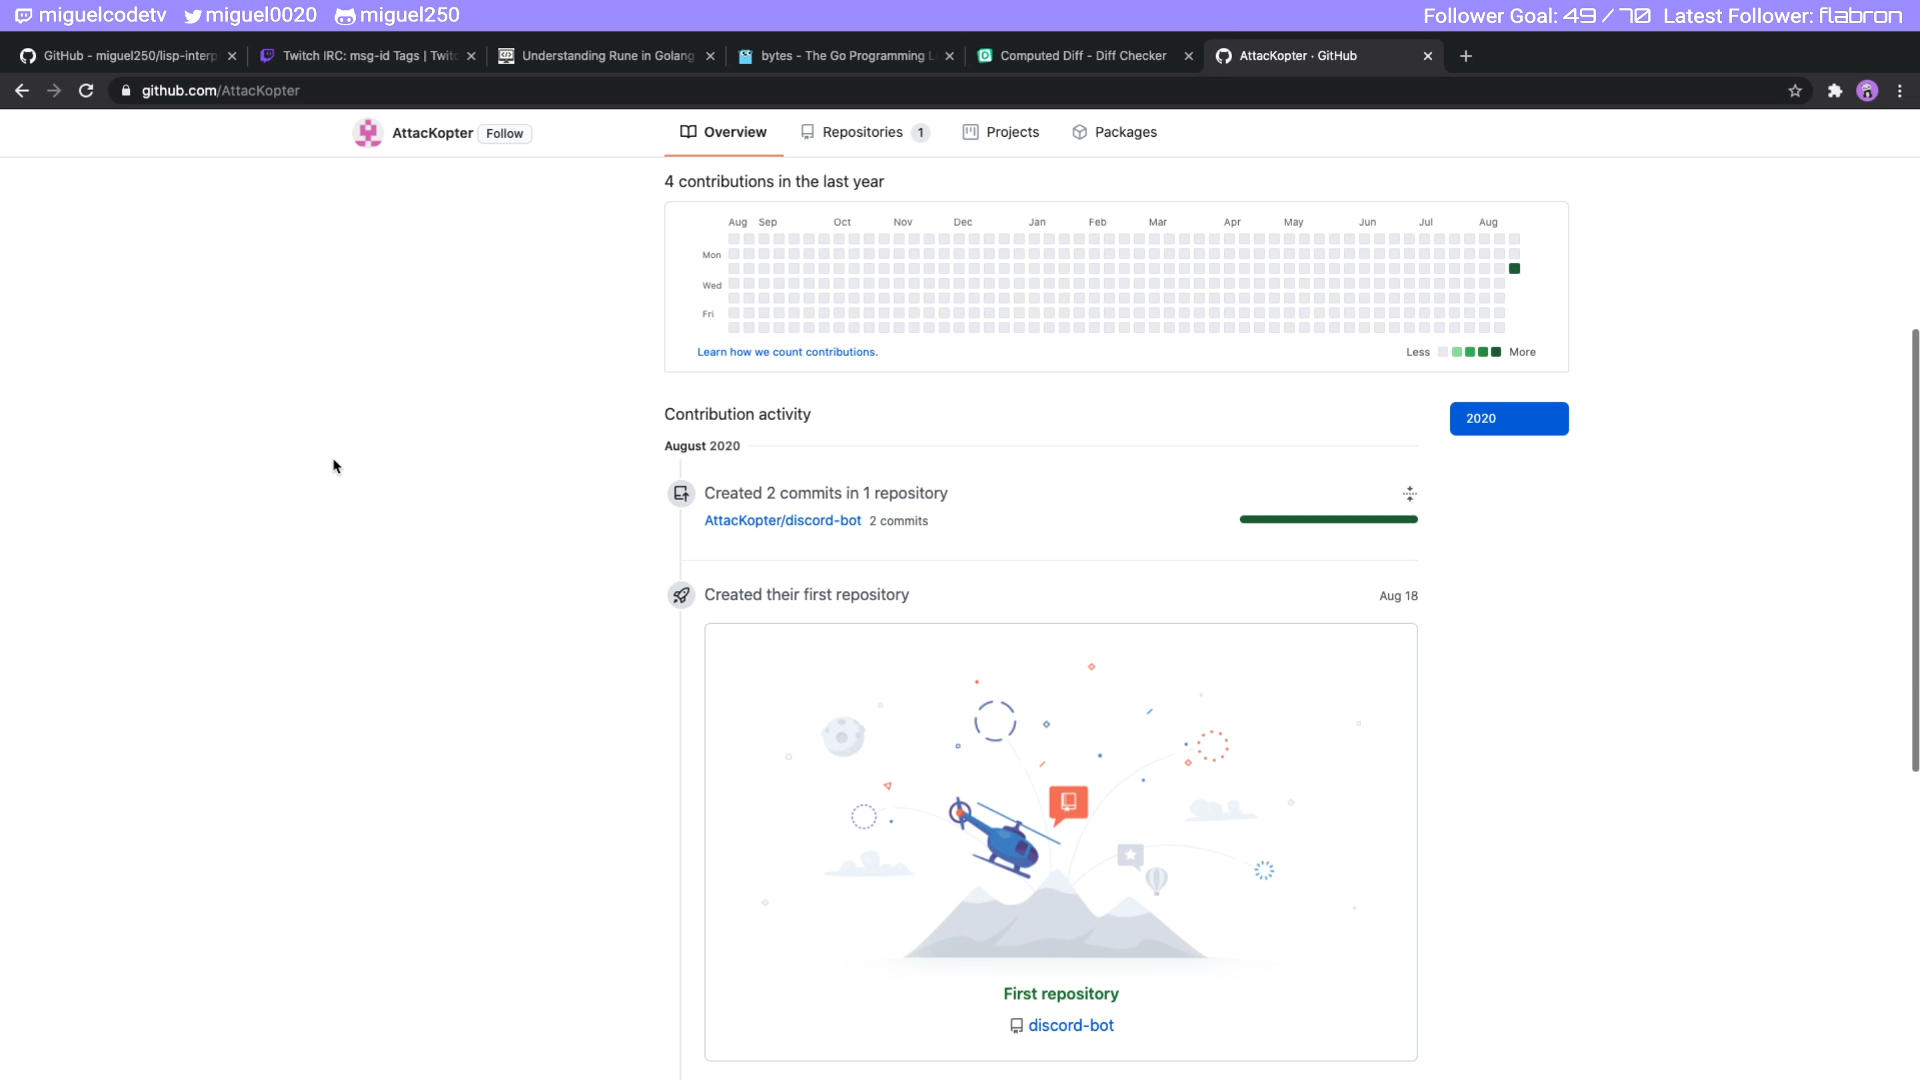 miguelcodetv miguel0020 miguel250 Follower Goal: 49 / 70 Latest Follower: flabron
GitHub - miguel250/lisp-interp Twitch IRC: msg-id Tags | Twitc Understanding Rune in Golang bytes - The Go Programming L Computed Diff - Diff Checker AttacKopter · GitHub
github.com/AttacKopter
AttacKopter Follow Overview Repositories 1 Projects Packages
4 contributions in the last year
Aug Sep Oct Nov Dec Jan Feb Mar Apr May Jun Jul Aug
Mon
Wed
Fri
Learn how we count contributions. Less More
Contribution activity 2020
August 2020
Created 2 commits in 1 repository
AttacKopter/discord-bot 2 commits
Created their first repository Aug 18
First repository
discord-bot